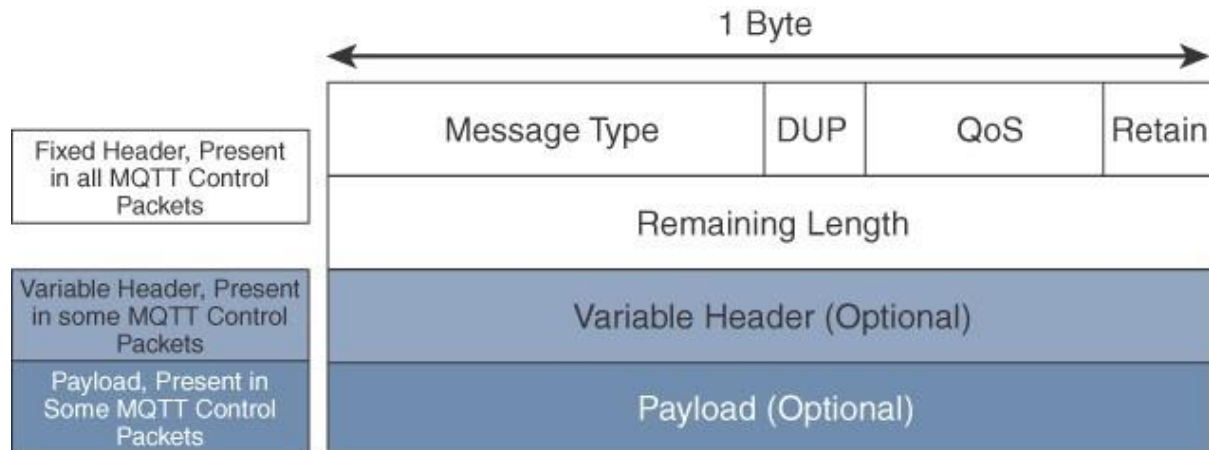 1 Byte
Message Type DUP QoS Retain
Fixed Header, Present
in all MQTT Control
Packets
Remaining Length
Variable Header, Present
in some MQTT Control
Packets
Variable Header (Optional)
Payload, Present in
Some MQTT Control
Packets
Payload (Optional)